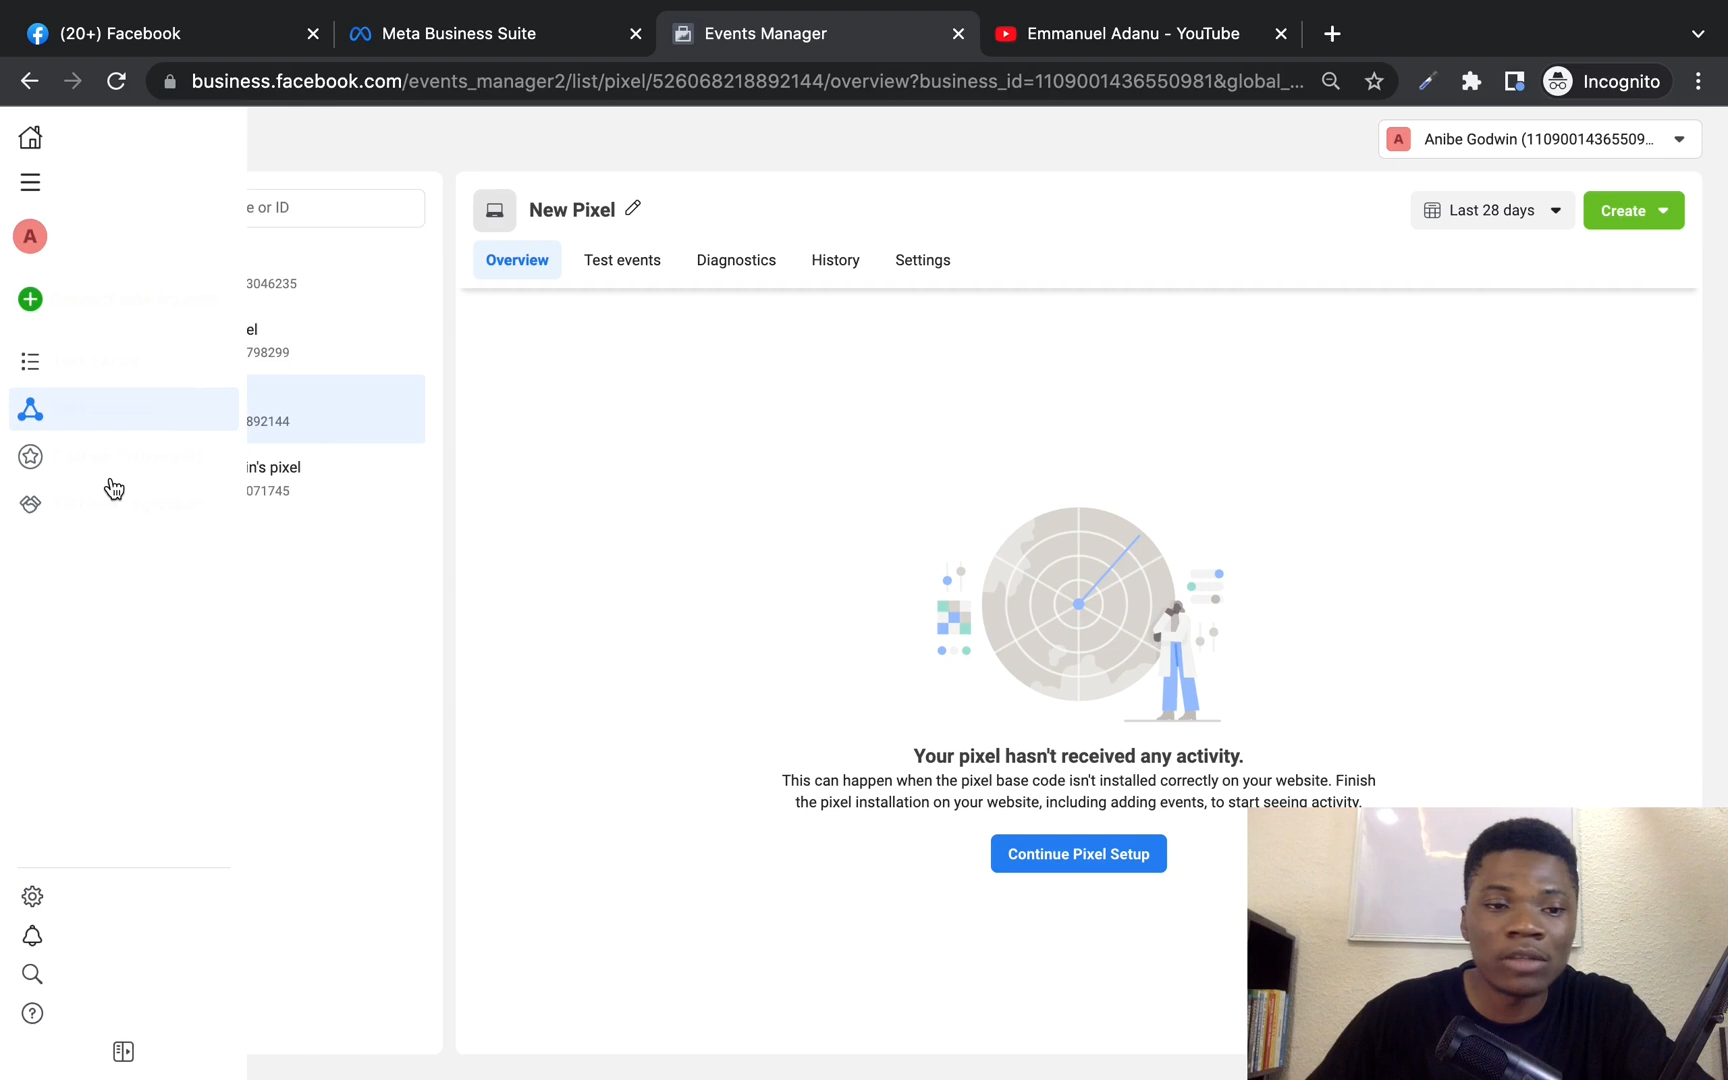 (20+) Facebook
Meta Business Suite
Events Manager
Emmanuel Adanu - YouTube
business.facebook.com/events_manager2/list/pixel/526068218892144/overview?business_id=1109001436550981&global_...
Incognito
A
Anibe Godwin (11090014365509...
A
e or ID
3046235
el
798299
892144
in's pixel
071745
New Pixel
Last 28 days
Create
Overview
Test events
Diagnostics
History
Settings
Your pixel hasn't received any activity.
This can happen when the pixel base code isn't installed correctly on your website. Finish
the pixel installation on your website, including adding events, to start seeing activity.
Continue Pixel Setup